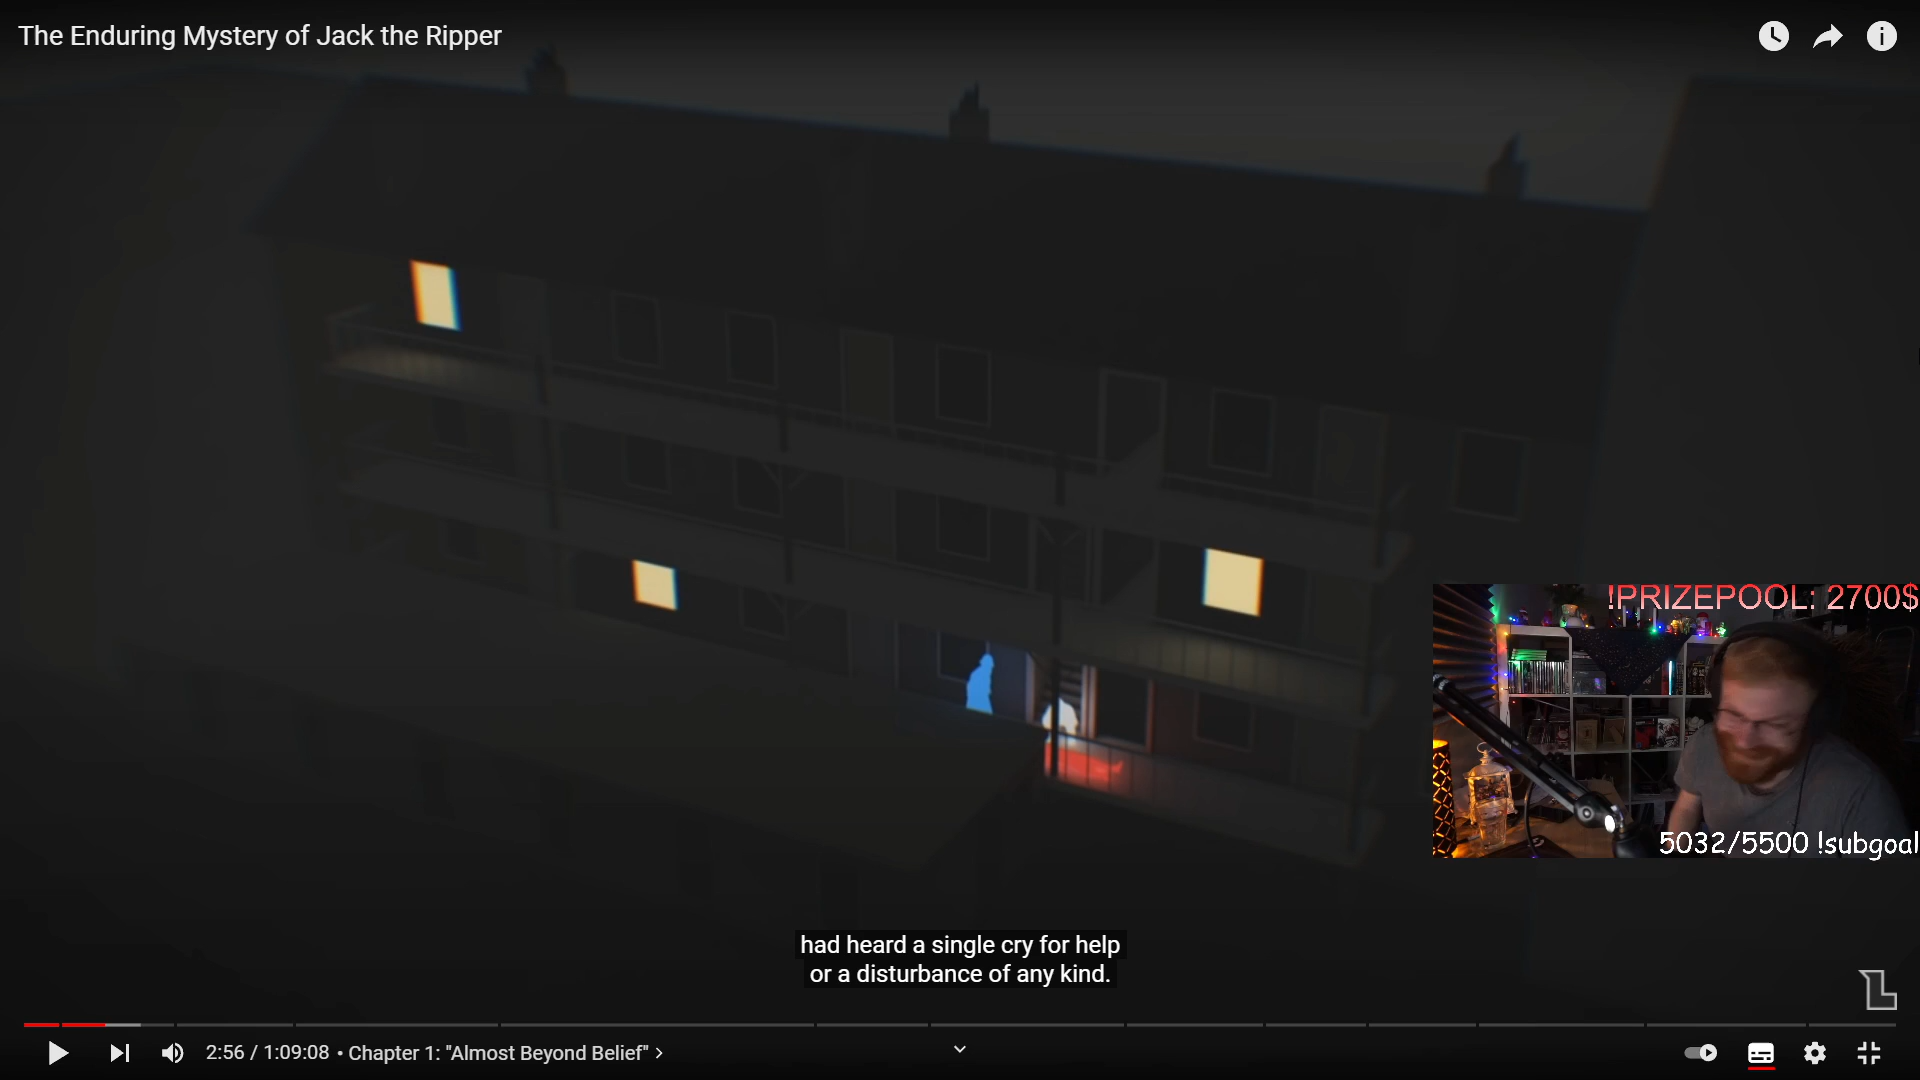 The Enduring Mystery of Jack the Ripper
!PRIZEPOOL: 2700$
5032/5500 !subgoal
had heard a single cry for help
or a disturbance of any kind.
2:56 / 1:09:08 • Chapter 1: "Almost Beyond Belief" >